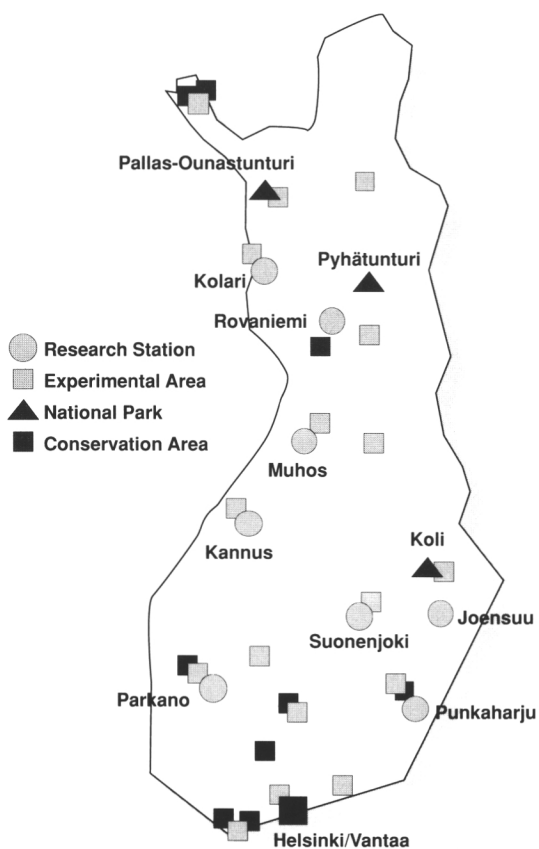 Pallas-Ounastunturi
Pyhätunturi
Kolari
Rovaniemi
Research Station
Experimental Area
National Park
Conservation Area
Muhos
Kannus
Koli
Joensuu
Suonenjoki
Parkano
Punkaharju
Helsinki/Vantaa